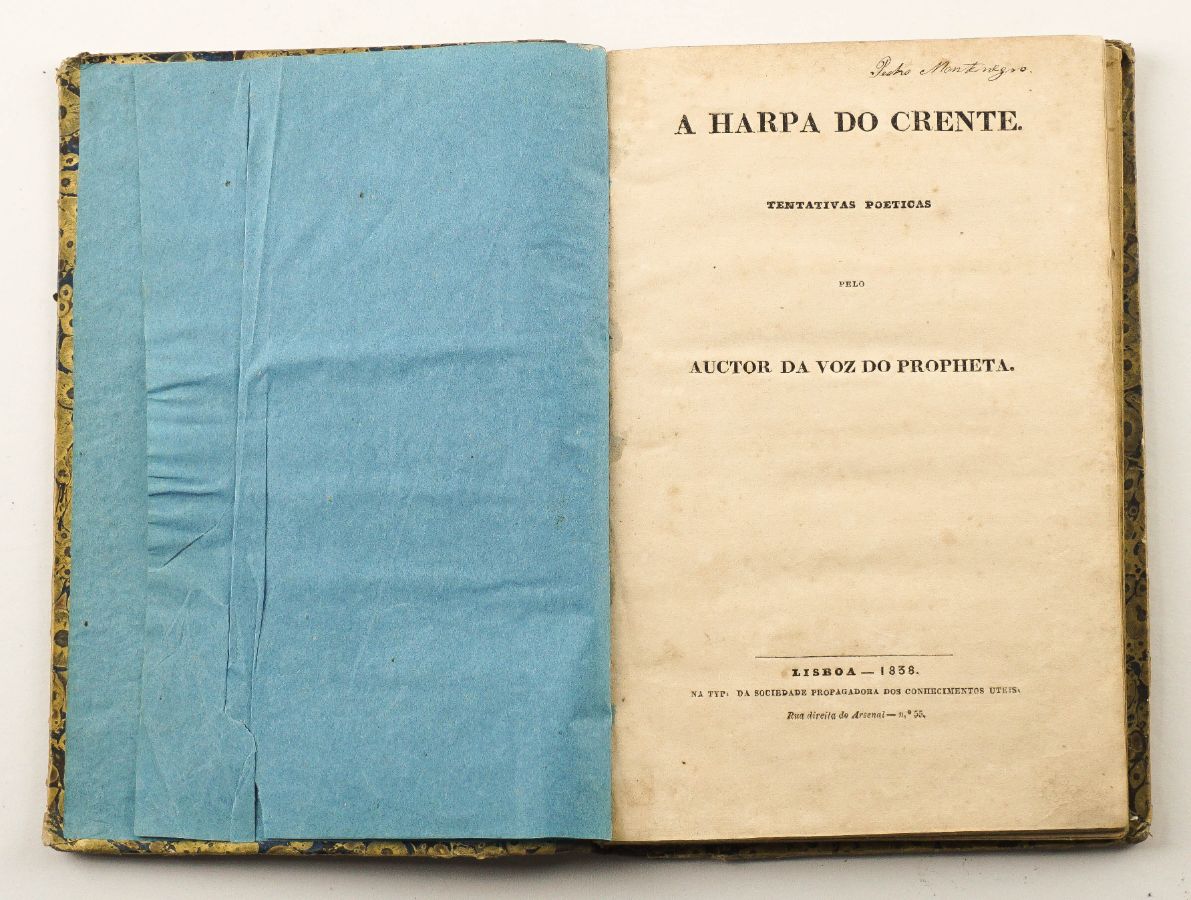 Pedro Montenegro.
A HARPA DO CRENTE.
TENTATIVAS POETICAS
PELO
AUCTOR DA VOZ DO PROPHETA.
LISBOA — 1838.
NA TYP. DA SOCIEDADE PROPAGADORA DOS CONHECIMENTOS UTEIS.
Rua direita do Arsenal — n.º 55.